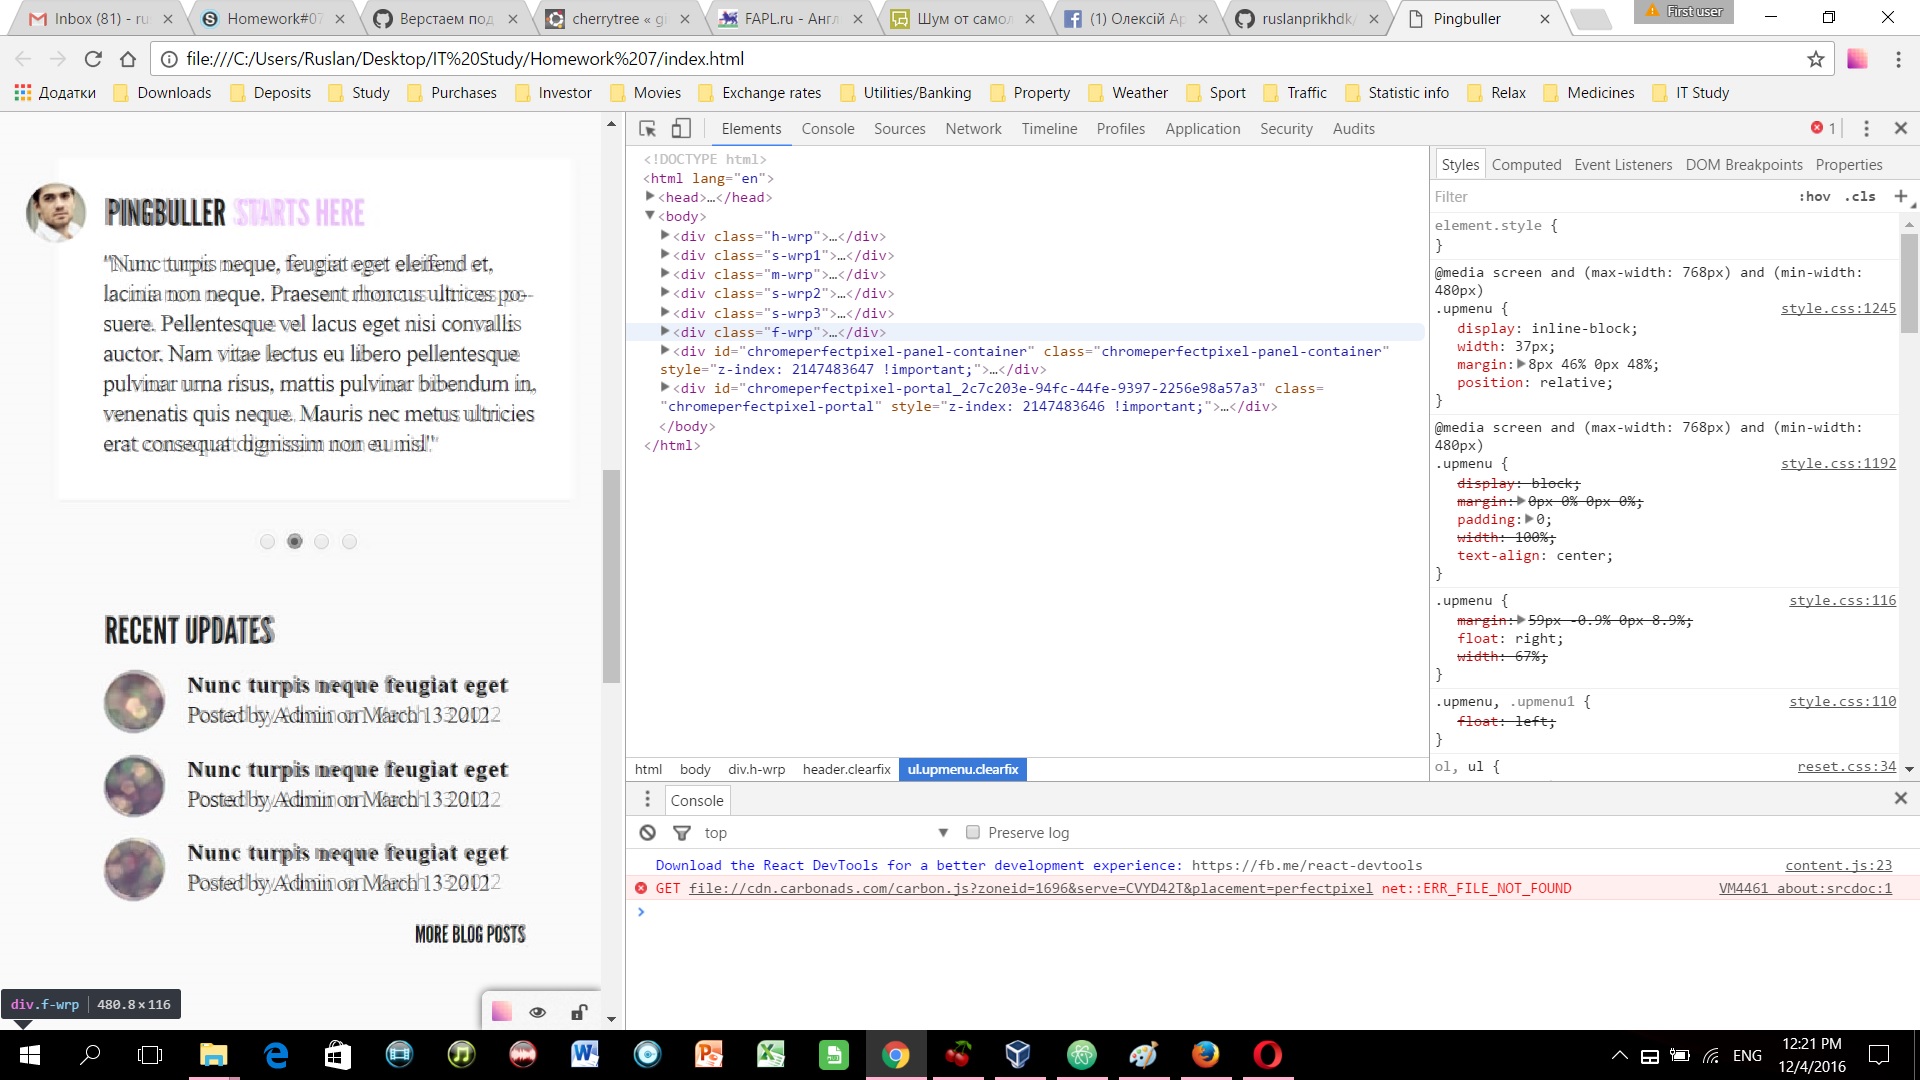 Inbox (81) - ru
Homework#07
Верстаем под
cherrytree « gi
FAPL.ru - Англ
Шум от самол
(1) Олексій Ар
ruslanprikhdk/
Pingbuller
First user
file:///C:/Users/Ruslan/Desktop/IT%20Study/Homework%207/index.html
Додатки
Downloads
Deposits
Study
Purchases
Investor
Movies
Exchange rates
Utilities/Banking
Property
Weather
Sport
Traffic
Statistic info
Relax
Medicines
IT Study
PINGBULLER STARTS HERE
"Nunc turpis neque, feugiat eget eleifend et,
lacinia non neque. Praesent rhoncus ultrices po-
suere. Pellentesque vel lacus eget nisi convallis
auctor. Nam vitae lectus eu libero pellentesque
pulvinar urna risus, mattis pulvinar bibendum in,
venenatis quis neque. Mauris nec metus ultricies
erat consequat dignissim non eu nisl"
RECENT UPDATES
Nunc turpis neque feugiat eget
Posted by Admin on March 13 2012
Nunc turpis neque feugiat eget
Posted by Admin on March 13 2012
Nunc turpis neque feugiat eget
Posted by Admin on March 13 2012
MORE BLOG POSTS
div.f-wrp | 480.8×116
Elements Console Sources Network Timeline Profiles Application Security Audits
1
<!DOCTYPE html>
<html lang="en">
<head>…</head>
<body>
<div class="h-wrp">…</div>
<div class="s-wrp1">…</div>
<div class="m-wrp">…</div>
<div class="s-wrp2">…</div>
<div class="s-wrp3">…</div>
<div class="f-wrp">…</div>
<div id="chromeperfectpixel-panel-container" class="chromeperfectpixel-panel-container"
style="z-index: 2147483647 !important;">…</div>
<div id="chromeperfectpixel-portal_2c7c203e-94fc-44fe-9397-2256e98a57a3" class=
"chromeperfectpixel-portal" style="z-index: 2147483646 !important;">…</div>
</body>
</html>
html body div.h-wrp header.clearfix ul.upmenu.clearfix
Styles Computed Event Listeners DOM Breakpoints Properties
Filter :hov .cls +
element.style {
}
@media screen and (max-width: 768px) and (min-width:
480px)
.upmenu { style.css:1245
display: inline-block;
width: 37px;
margin: 8px 46% 0px 48%;
position: relative;
}
@media screen and (max-width: 768px) and (min-width:
480px)
.upmenu { style.css:1192
display: block;
margin: 0px 0% 0px 0%;
padding: 0;
width: 100%;
text-align: center;
}
.upmenu { style.css:116
margin: 59px -0.9% 0px 8.9%;
float: right;
width: 67%;
}
.upmenu, .upmenu1 { style.css:110
float: left;
}
ol, ul { reset.css:34
Console
top
Preserve log
Download the React DevTools for a better development experience: https://fb.me/react-devtools content.js:23
GET file://cdn.carbonads.com/carbon.js?zoneid=1696&serve=CVYD42T&placement=perfectpixel net::ERR_FILE_NOT_FOUND VM4461 about:srcdoc:1
ENG
12:21 PM
12/4/2016